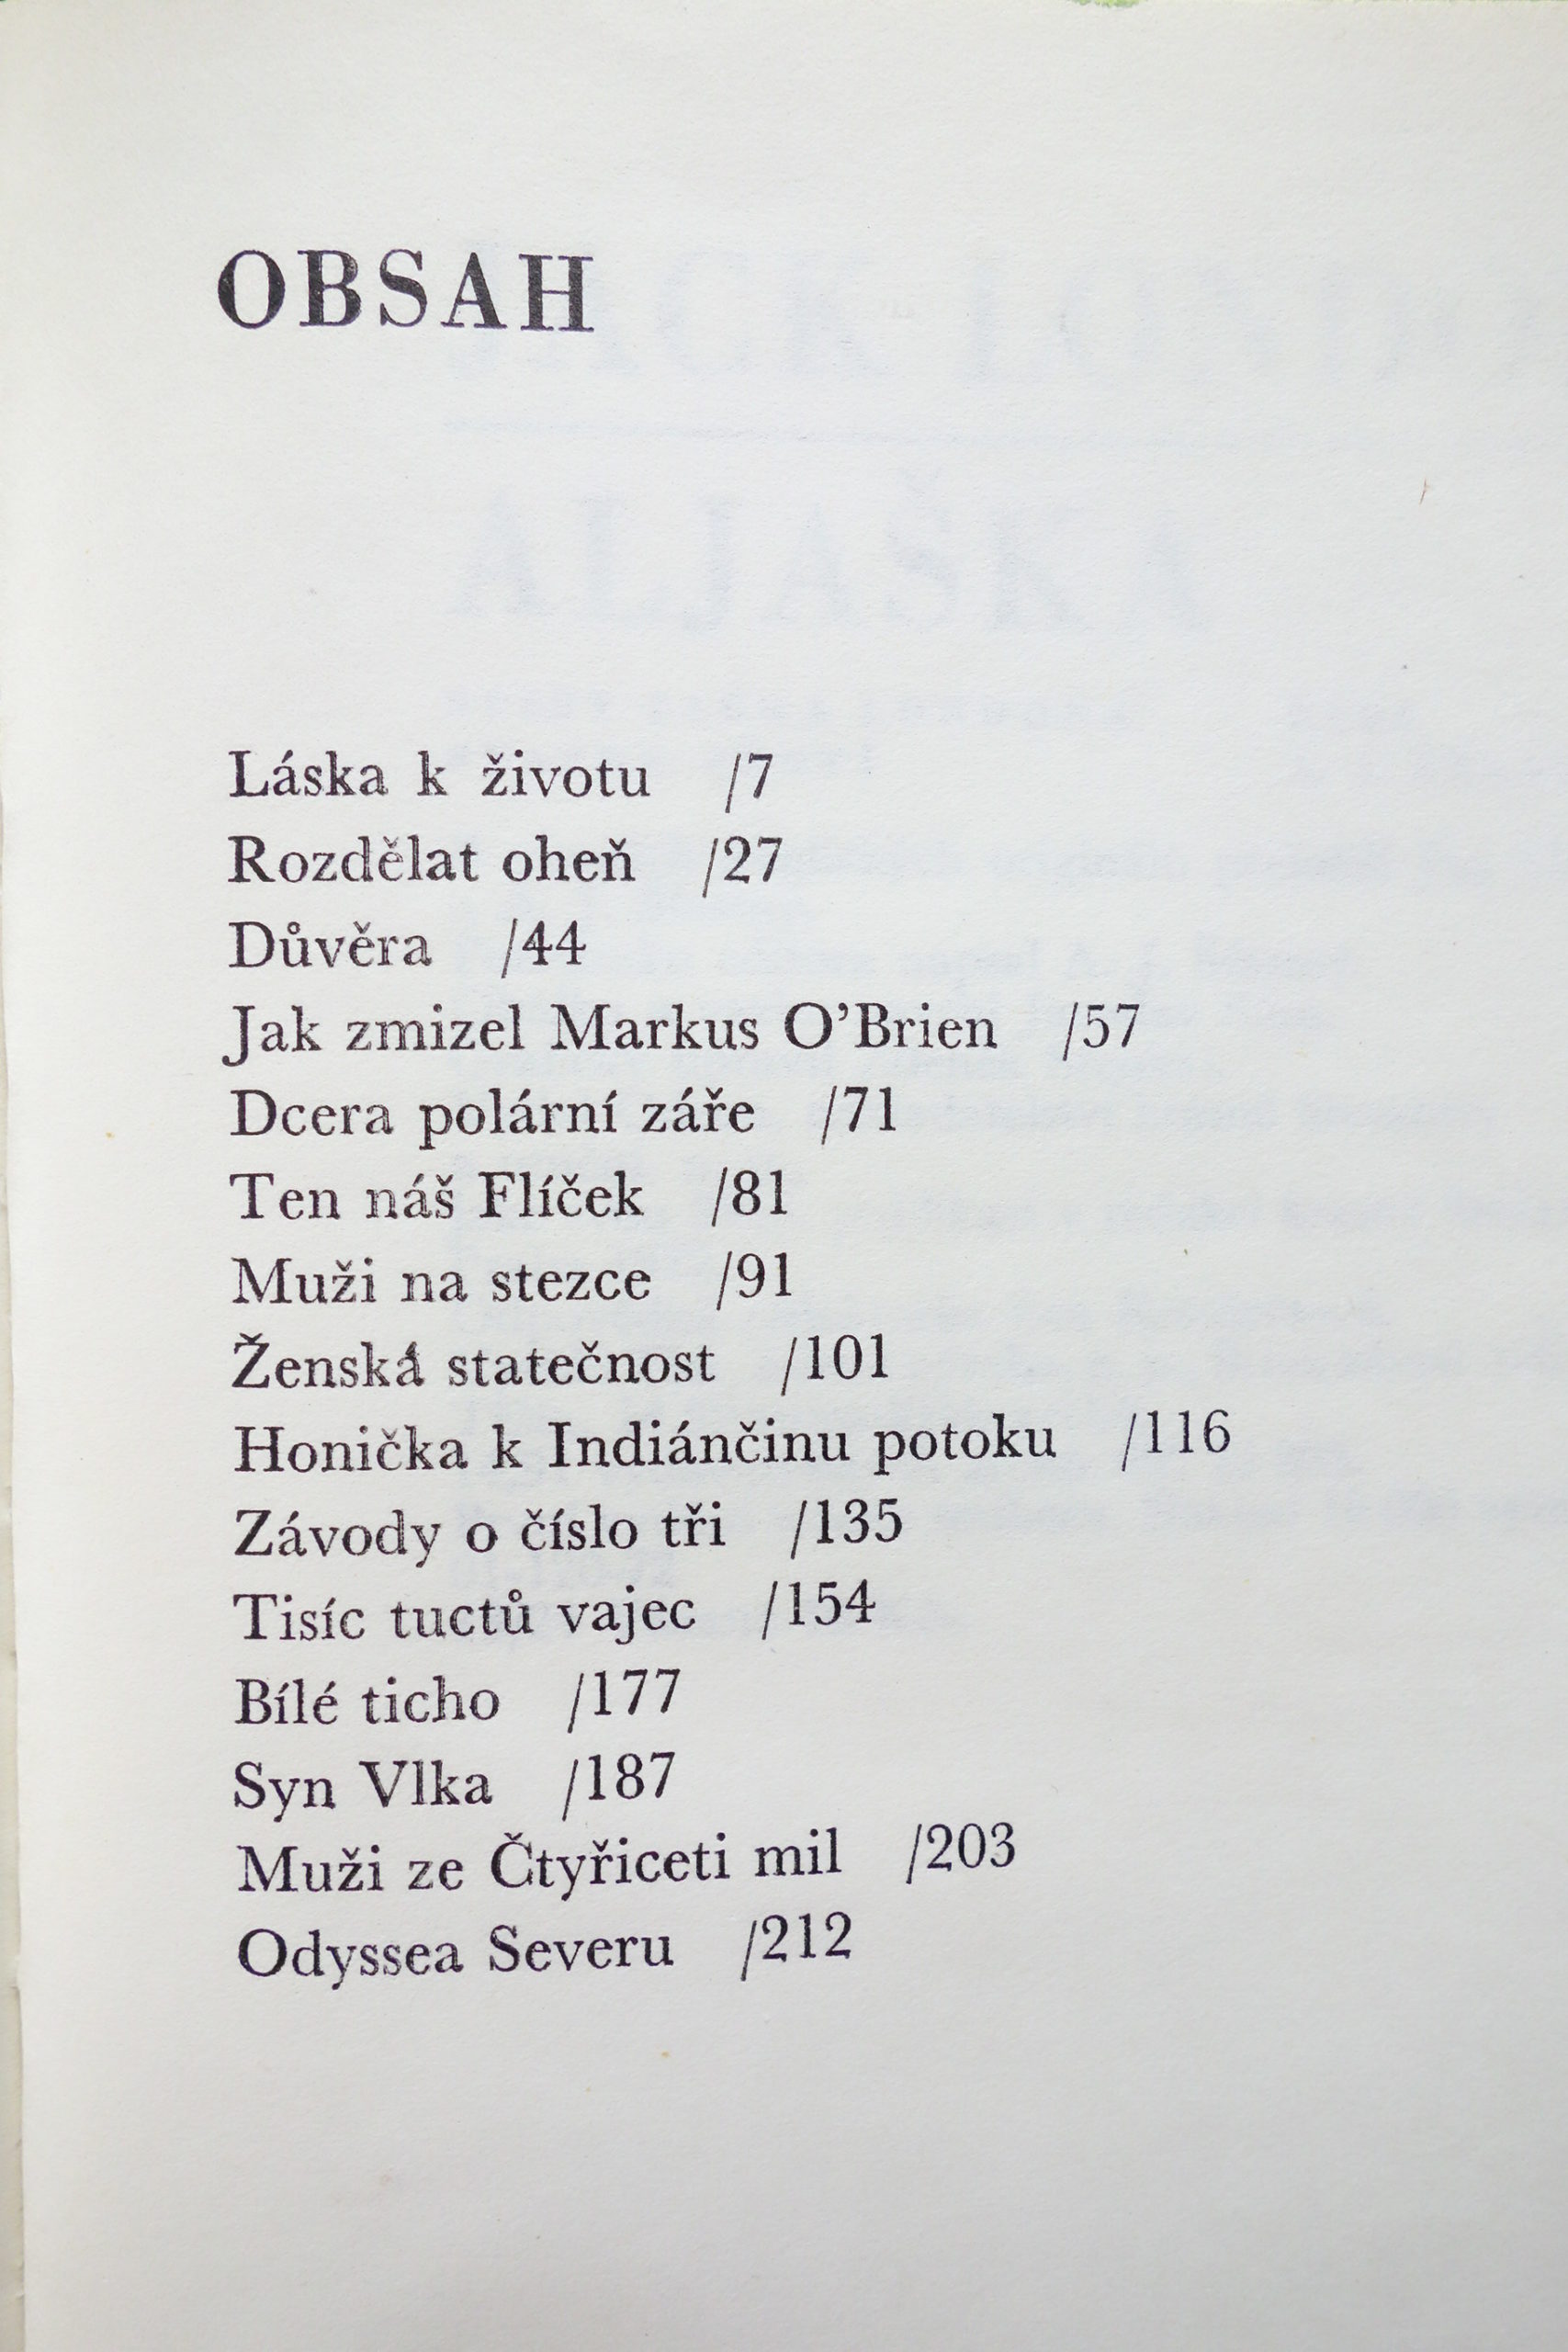 OBSAH
Láska k životu /7
Rozdělat oheň /27
Důvěra /44
Jak zmizel Markus O’Brien /57
Dcera polární záře /71
Ten náš Flíček /81
Muži na stezce /91
Ženská statečnost /101
Honička k Indiánčinu potoku /116
Závody o číslo tři /135
Tisíc tuctů vajec /154
Bílé ticho /177
Syn Vlka /187
Muži ze Čtyřiceti mil /203
Odyssea Severu /212